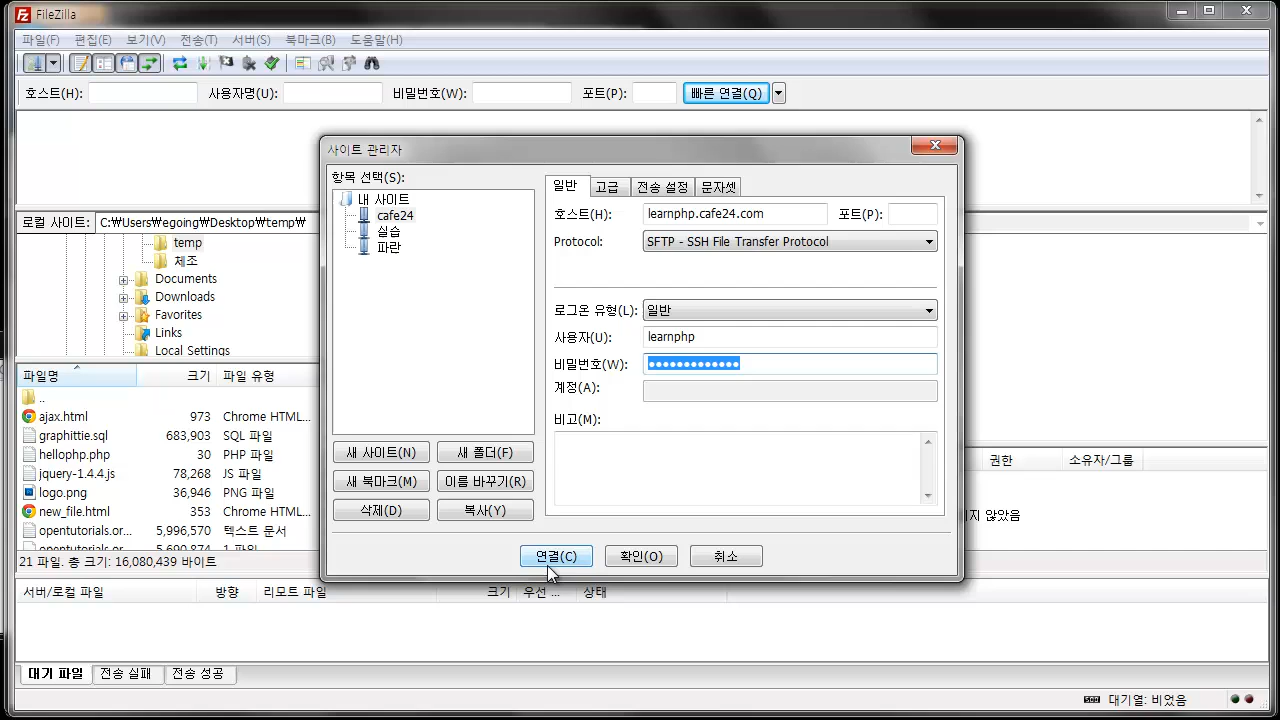 FileZilla
파일(F) 편집(E) 보기(V) 전송(T) 서버(S) 북마크(B) 도움말(H)
호스트(H): 사용자명(U): 비밀번호(W): 포트(P): 빠른 연결(Q)
로컬 사이트: C:₩Users₩egoing₩Desktop₩temp₩
temp
체조
Documents
Downloads
Favorites
Links
Local Settings
파일명 크기 파일 유형
..
ajax.html 973 Chrome HTML...
graphittie.sql 683,903 SQL 파일
hellophp.php 30 PHP 파일
jquery-1.4.4.js 78,268 JS 파일
logo.png 36,946 PNG 파일
new_file.html 353 Chrome HTML...
opentutorials.or... 5,996,570 텍스트 문서
opentutorials.or... 5,690,874 1 파일
21 파일. 총 크기: 16,080,439 바이트
사이트 관리자
항목 선택(S):
내 사이트
cafe24
실습
파란
새 사이트(N) 새 폴더(F)
새 북마크(M) 이름 바꾸기(R)
삭제(D) 복사(Y)
일반 고급 전송 설정 문자셋
호스트(H): learnphp.cafe24.com 포트(P):
Protocol: SFTP - SSH File Transfer Protocol
로그온 유형(L): 일반
사용자(U): learnphp
비밀번호(W): ●●●●●●●●●●●●●
계정(A):
비고(M):
연결(C) 확인(O) 취소
권한 소유자/그룹
지 않았음
서버/로컬 파일 방향 리모트 파일 크기 우선 ... 상태
대기 파일 전송 실패 전송 성공
대기열: 비었음